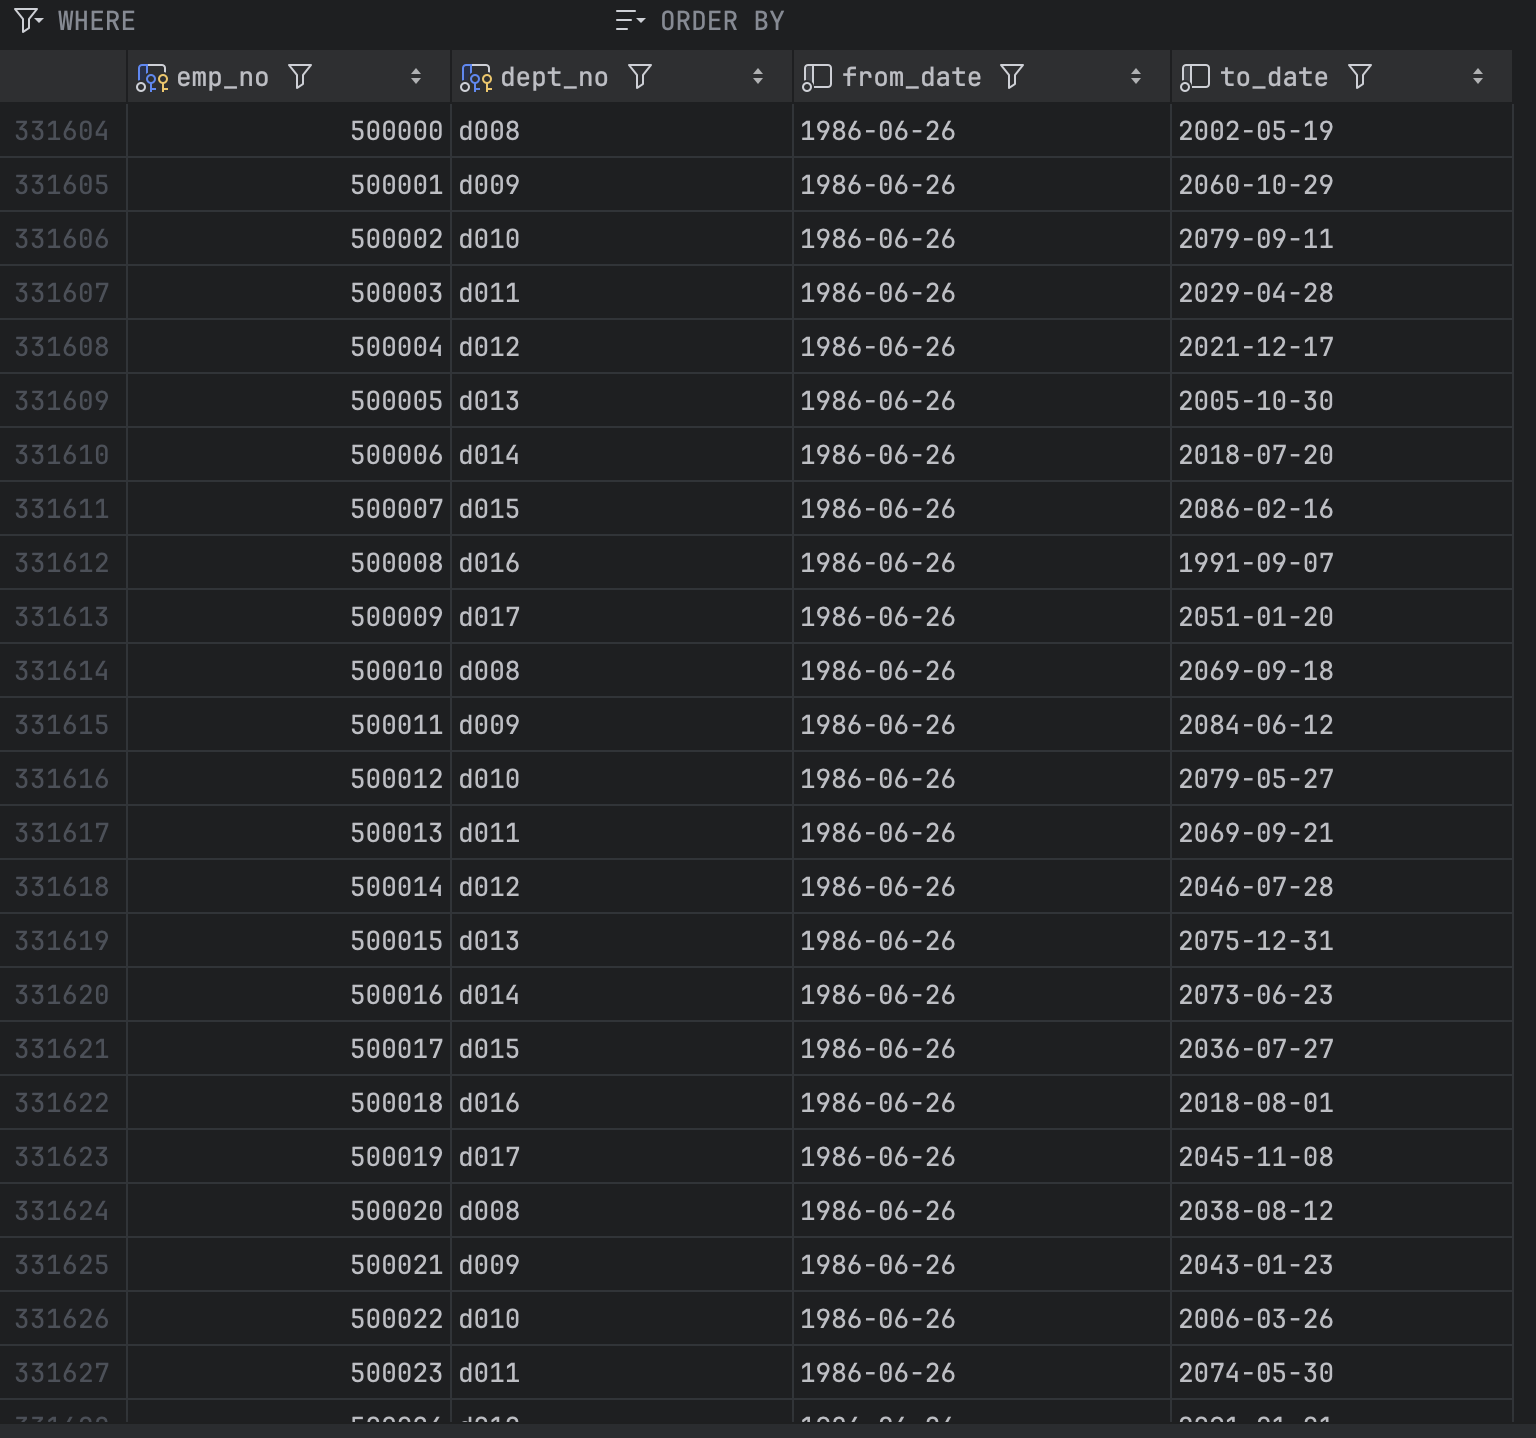 WHERE ORDER BY
emp_no dept_no from_date to_date
331604 500000 d008 1986-06-26 2002-05-19
331605 500001 d009 1986-06-26 2060-10-29
331606 500002 d010 1986-06-26 2079-09-11
331607 500003 d011 1986-06-26 2029-04-28
331608 500004 d012 1986-06-26 2021-12-17
331609 500005 d013 1986-06-26 2005-10-30
331610 500006 d014 1986-06-26 2018-07-20
331611 500007 d015 1986-06-26 2086-02-16
331612 500008 d016 1986-06-26 1991-09-07
331613 500009 d017 1986-06-26 2051-01-20
331614 500010 d008 1986-06-26 2069-09-18
331615 500011 d009 1986-06-26 2084-06-12
331616 500012 d010 1986-06-26 2079-05-27
331617 500013 d011 1986-06-26 2069-09-21
331618 500014 d012 1986-06-26 2046-07-28
331619 500015 d013 1986-06-26 2075-12-31
331620 500016 d014 1986-06-26 2073-06-23
331621 500017 d015 1986-06-26 2036-07-27
331622 500018 d016 1986-06-26 2018-08-01
331623 500019 d017 1986-06-26 2045-11-08
331624 500020 d008 1986-06-26 2038-08-12
331625 500021 d009 1986-06-26 2043-01-23
331626 500022 d010 1986-06-26 2006-03-26
331627 500023 d011 1986-06-26 2074-05-30